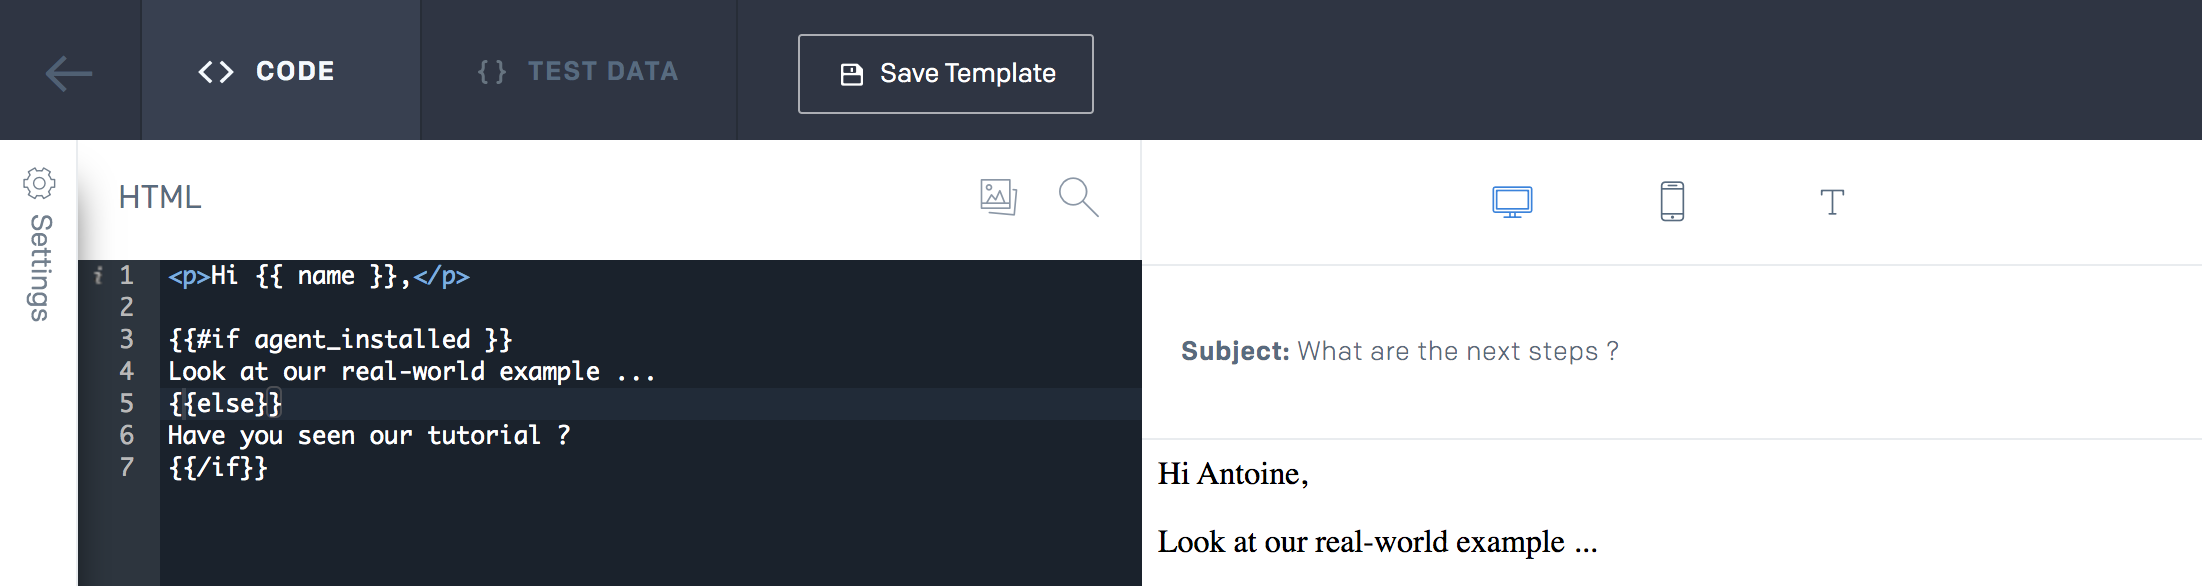 <> CODE
{} TEST DATA
Save Template
Settings
HTML
T
i 1 <p>Hi {{ name }},</p>
2
3 {{#if agent_installed }}
4 Look at our real-world example ...
5 {{else}}
6 Have you seen our tutorial ?
7 {{/if}}
Subject: What are the next steps ?
Hi Antoine,
Look at our real-world example ...